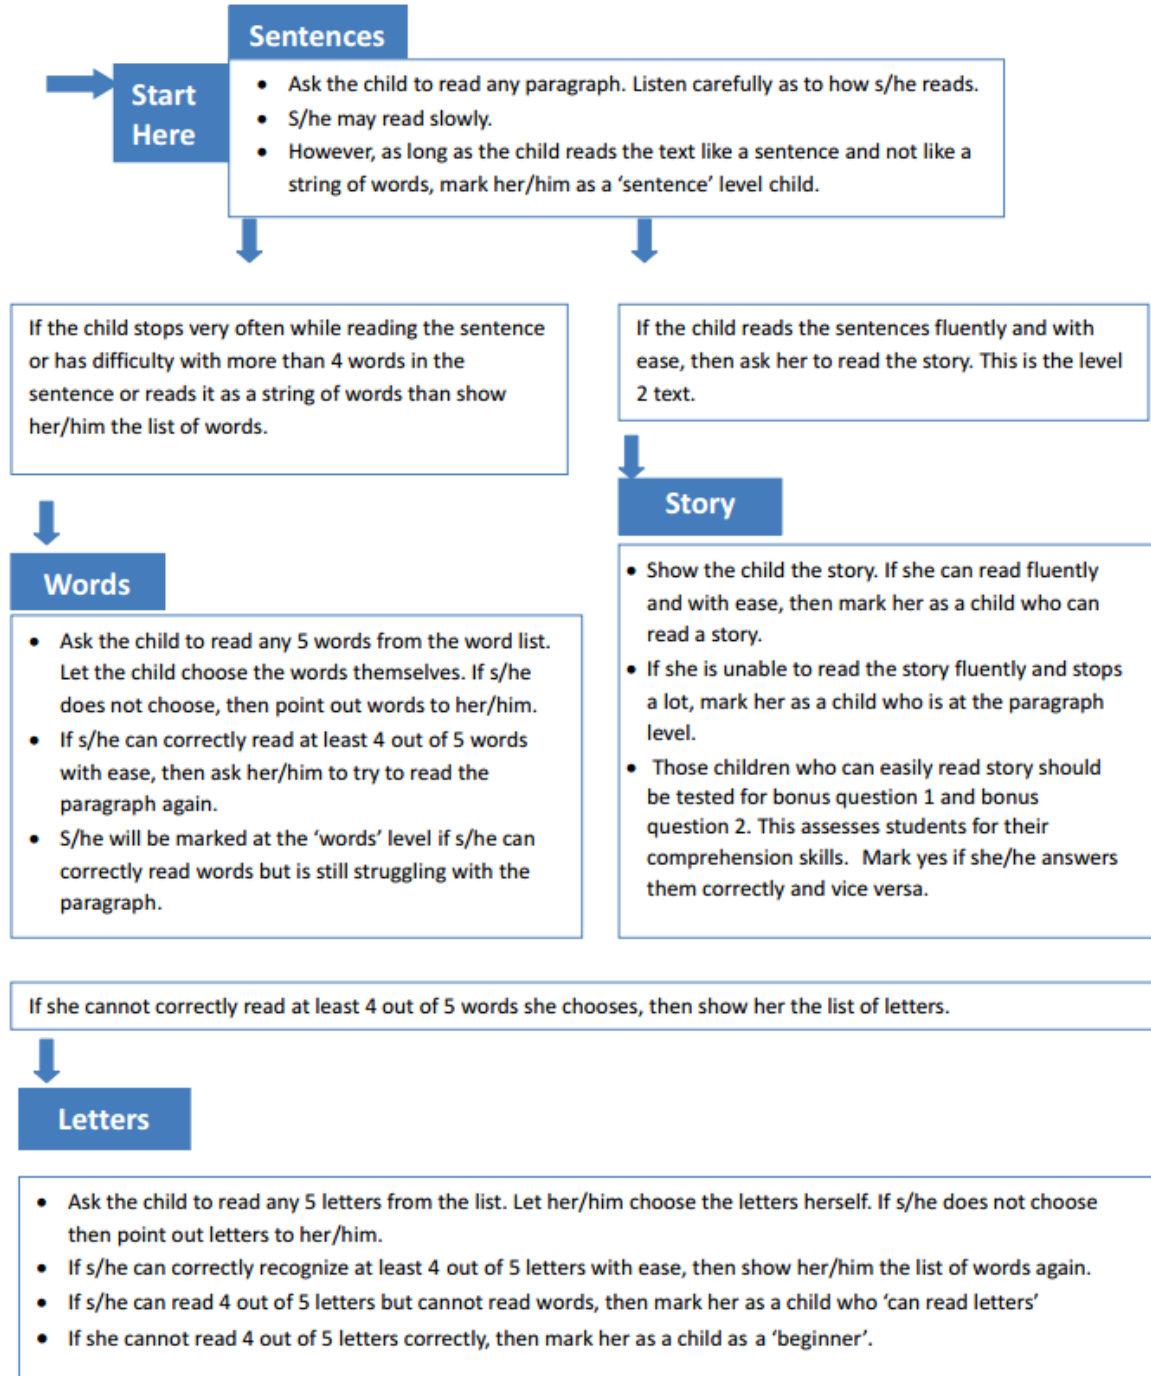 Sentences
Start
Here
• Ask the child to read any paragraph. Listen carefully as to how s/he reads.
• S/he may read slowly.
• However, as long as the child reads the text like a sentence and not like a
string of words, mark her/him as a ‘sentence’ level child.
If the child stops very often while reading the sentence
or has difficulty with more than 4 words in the
sentence or reads it as a string of words than show
her/him the list of words.
If the child reads the sentences fluently and with
ease, then ask her to read the story. This is the level
2 text.
Words
• Ask the child to read any 5 words from the word list.
Let the child choose the words themselves. If s/he
does not choose, then point out words to her/him.
• If s/he can correctly read at least 4 out of 5 words
with ease, then ask her/him to try to read the
paragraph again.
• S/he will be marked at the ‘words’ level if s/he can
correctly read words but is still struggling with the
paragraph.
Story
• Show the child the story. If she can read fluently
and with ease, then mark her as a child who can
read a story.
• If she is unable to read the story fluently and stops
a lot, mark her as a child who is at the paragraph
level.
• Those children who can easily read story should
be tested for bonus question 1 and bonus
question 2. This assesses students for their
comprehension skills. Mark yes if she/he answers
them correctly and vice versa.
If she cannot correctly read at least 4 out of 5 words she chooses, then show her the list of letters.
Letters
• Ask the child to read any 5 letters from the list. Let her/him choose the letters herself. If s/he does not choose
then point out letters to her/him.
• If s/he can correctly recognize at least 4 out of 5 letters with ease, then show her/him the list of words again.
• If s/he can read 4 out of 5 letters but cannot read words, then mark her as a child who ‘can read letters’
• If she cannot read 4 out of 5 letters correctly, then mark her as a child as a ‘beginner’.